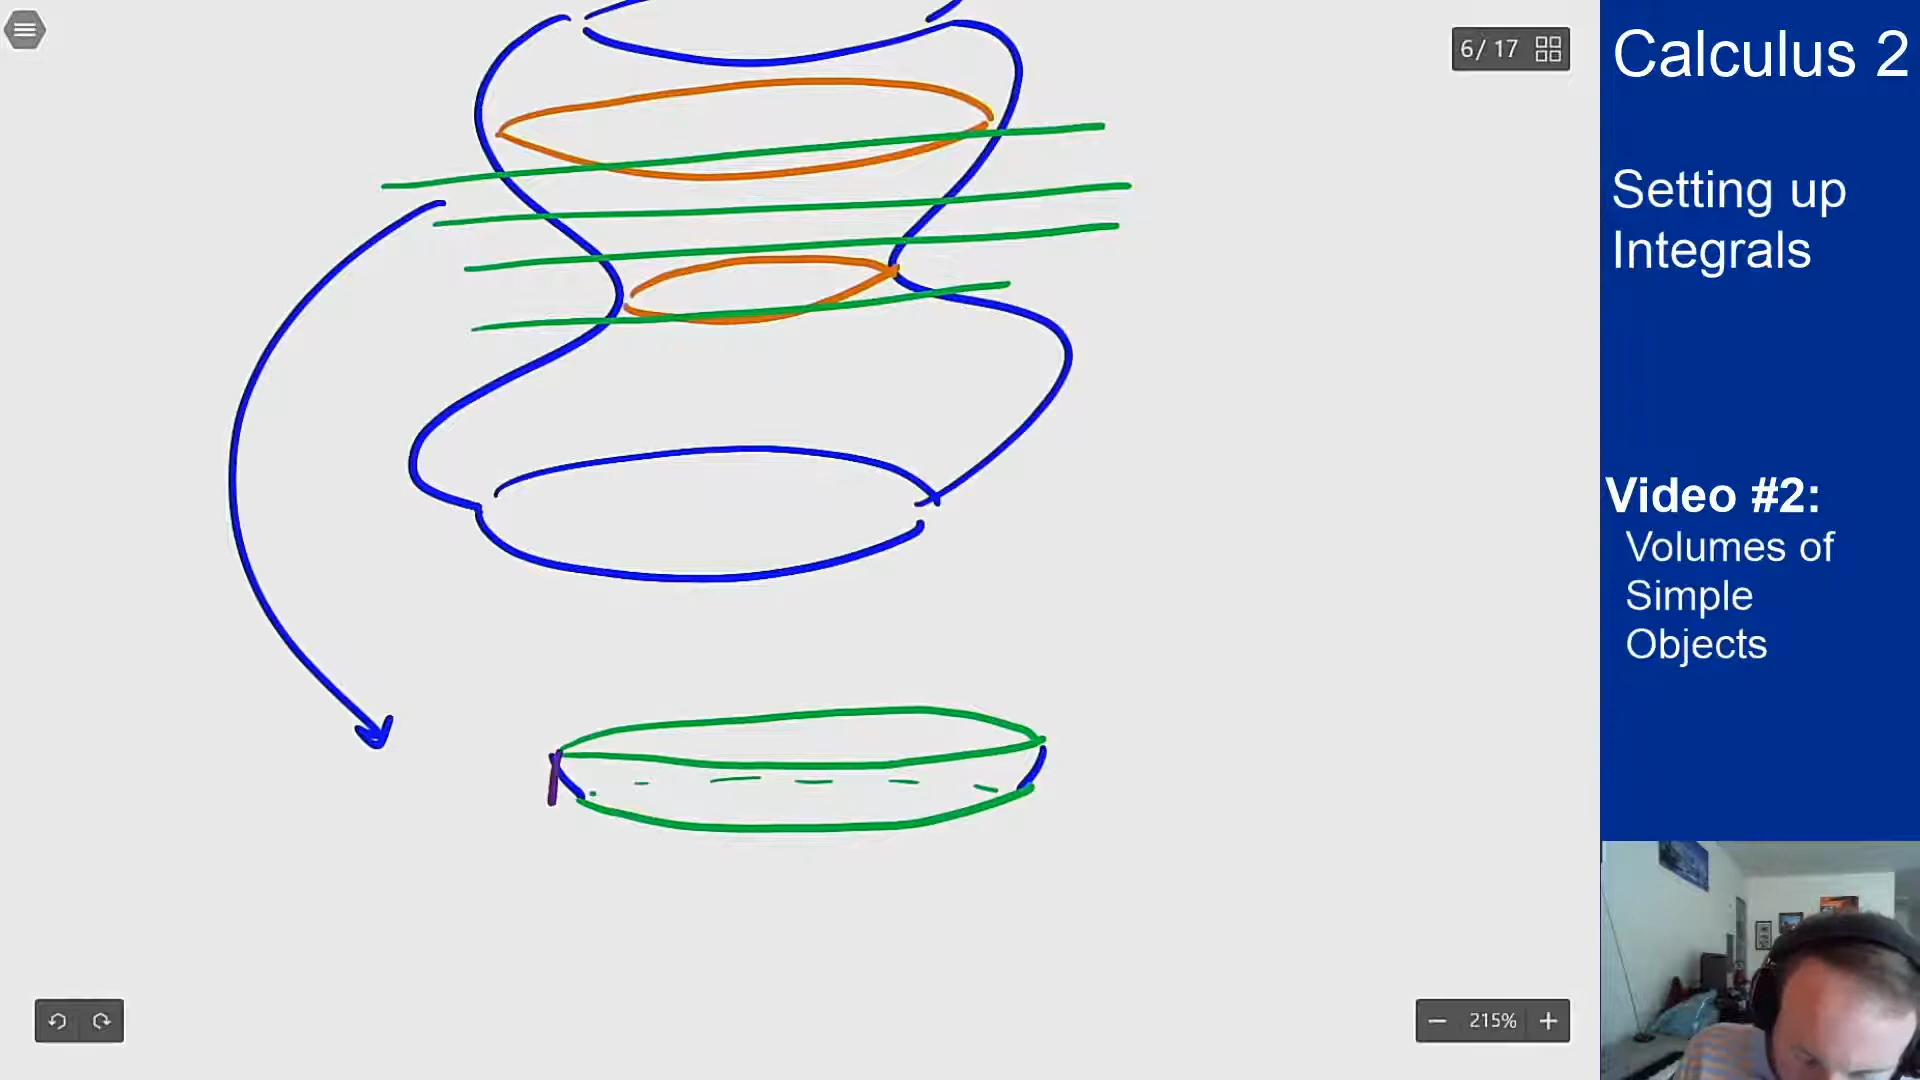 6/ 17
Calculus 2
Setting up
Integrals
Video #2:
Volumes of
Simple
Objects
215%